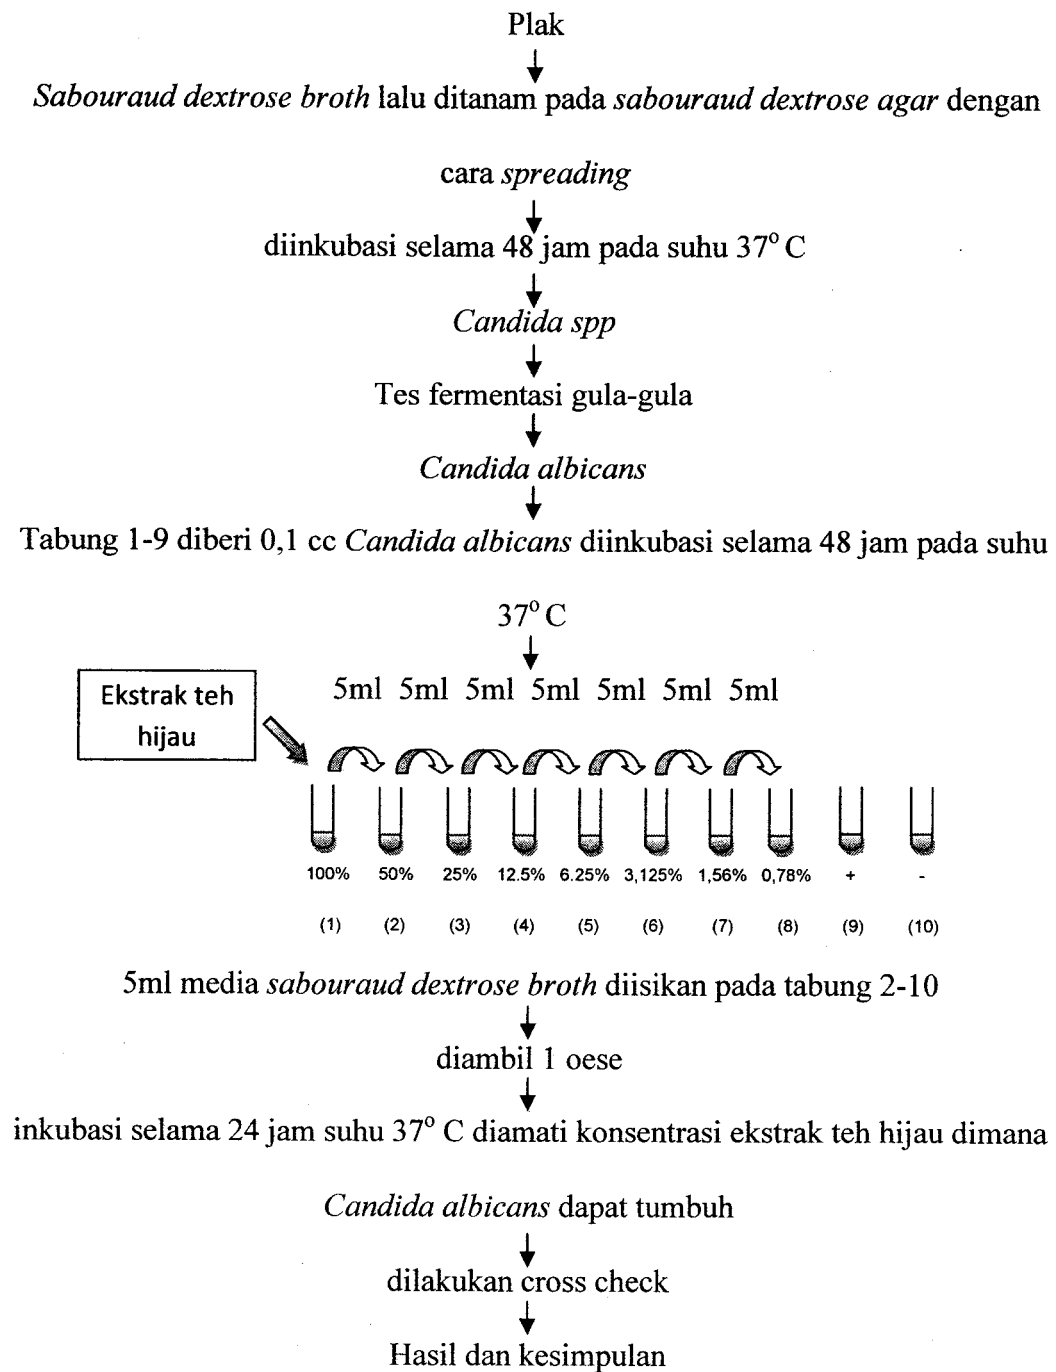 Plak
Sabouraud dextrose broth lalu ditanam pada sabouraud dextrose agar dengan
cara spreading
diinkubasi selama 48 jam pada suhu 37° C
Candida spp
Tes fermentasi gula-gula
Candida albicans
Tabung 1-9 diberi 0,1 cc Candida albicans diinkubasi selama 48 jam pada suhu
37° C
Ekstrak teh
hijau
5ml 5ml 5ml 5ml 5ml 5ml 5ml
100% 50% 25% 12.5% 6.25% 3,125% 1,56% 0,78% + -
(1) (2) (3) (4) (5) (6) (7) (8) (9) (10)
5ml media sabouraud dextrose broth diisikan pada tabung 2-10
diambil 1 oese
inkubasi selama 24 jam suhu 37° C diamati konsentrasi ekstrak teh hijau dimana
Candida albicans dapat tumbuh
dilakukan cross check
Hasil dan kesimpulan